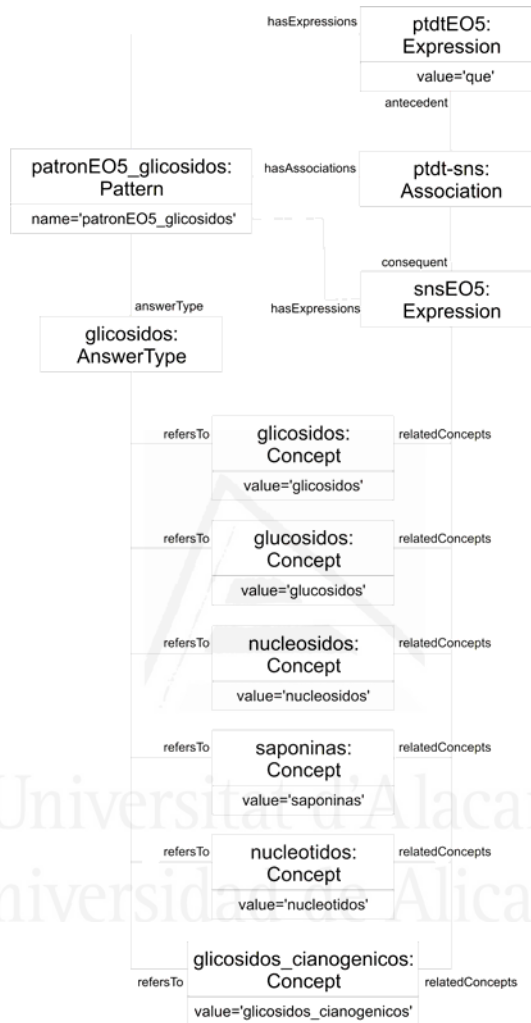 hasExpressions
ptdtEO5:
Expression
value='que'
antecedent
patronEO5_glicosidos:
Pattern
name='patronEO5_glicosidos'
hasAssociations
ptdt-sns:
Association
consequent
answerType
hasExpressions
snsEO5:
Expression
glicosidos:
AnswerType
refersTo
glicosidos:
Concept
value='glicosidos'
relatedConcepts
refersTo
glucosidos:
Concept
value='glucosidos'
relatedConcepts
refersTo
nucleosidos:
Concept
value='nucleosidos'
relatedConcepts
refersTo
saponinas:
Concept
value='saponinas'
relatedConcepts
Universitat d'Alaca
refersTo
nucleotidos:
Concept
value='nucleotidos'
relatedConcepts
niversidad de Alica
refersTo
glicosidos_cianogenicos:
Concept
value='glicosidos_cianogenicos'
relatedConcepts